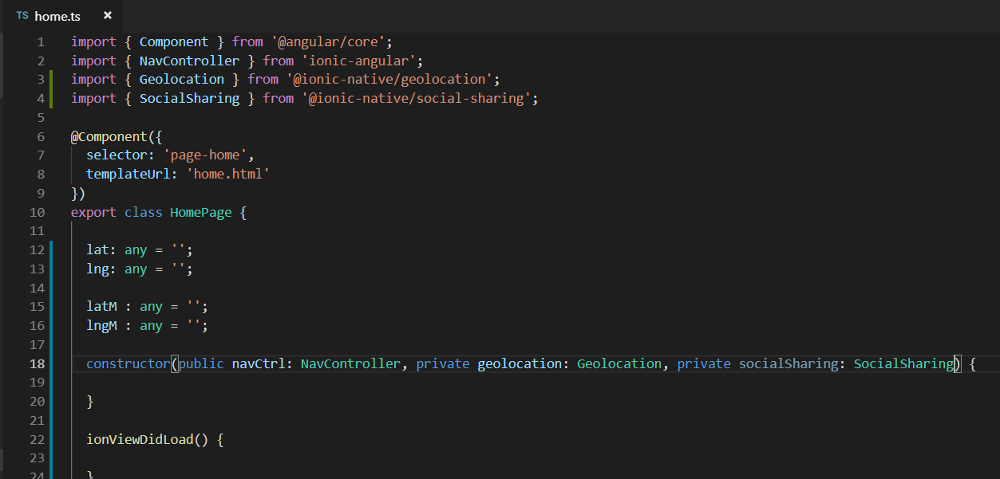 TS home.ts ×
1 import { Component } from '@angular/core';
2 import { NavController } from 'ionic-angular';
3 import { Geolocation } from '@ionic-native/geolocation';
4 import { SocialSharing } from '@ionic-native/social-sharing';
5
6 @Component({
7   selector: 'page-home',
8   templateUrl: 'home.html'
9 })
10 export class HomePage {
11
12   lat: any = '';
13   lng: any = '';
14
15   latM : any = '';
16   lngM : any = '';
17
18   constructor(public navCtrl: NavController, private geolocation: Geolocation, private socialSharing: SocialSharing) {
19
20   }
21
22   ionViewDidLoad() {
23
24   }